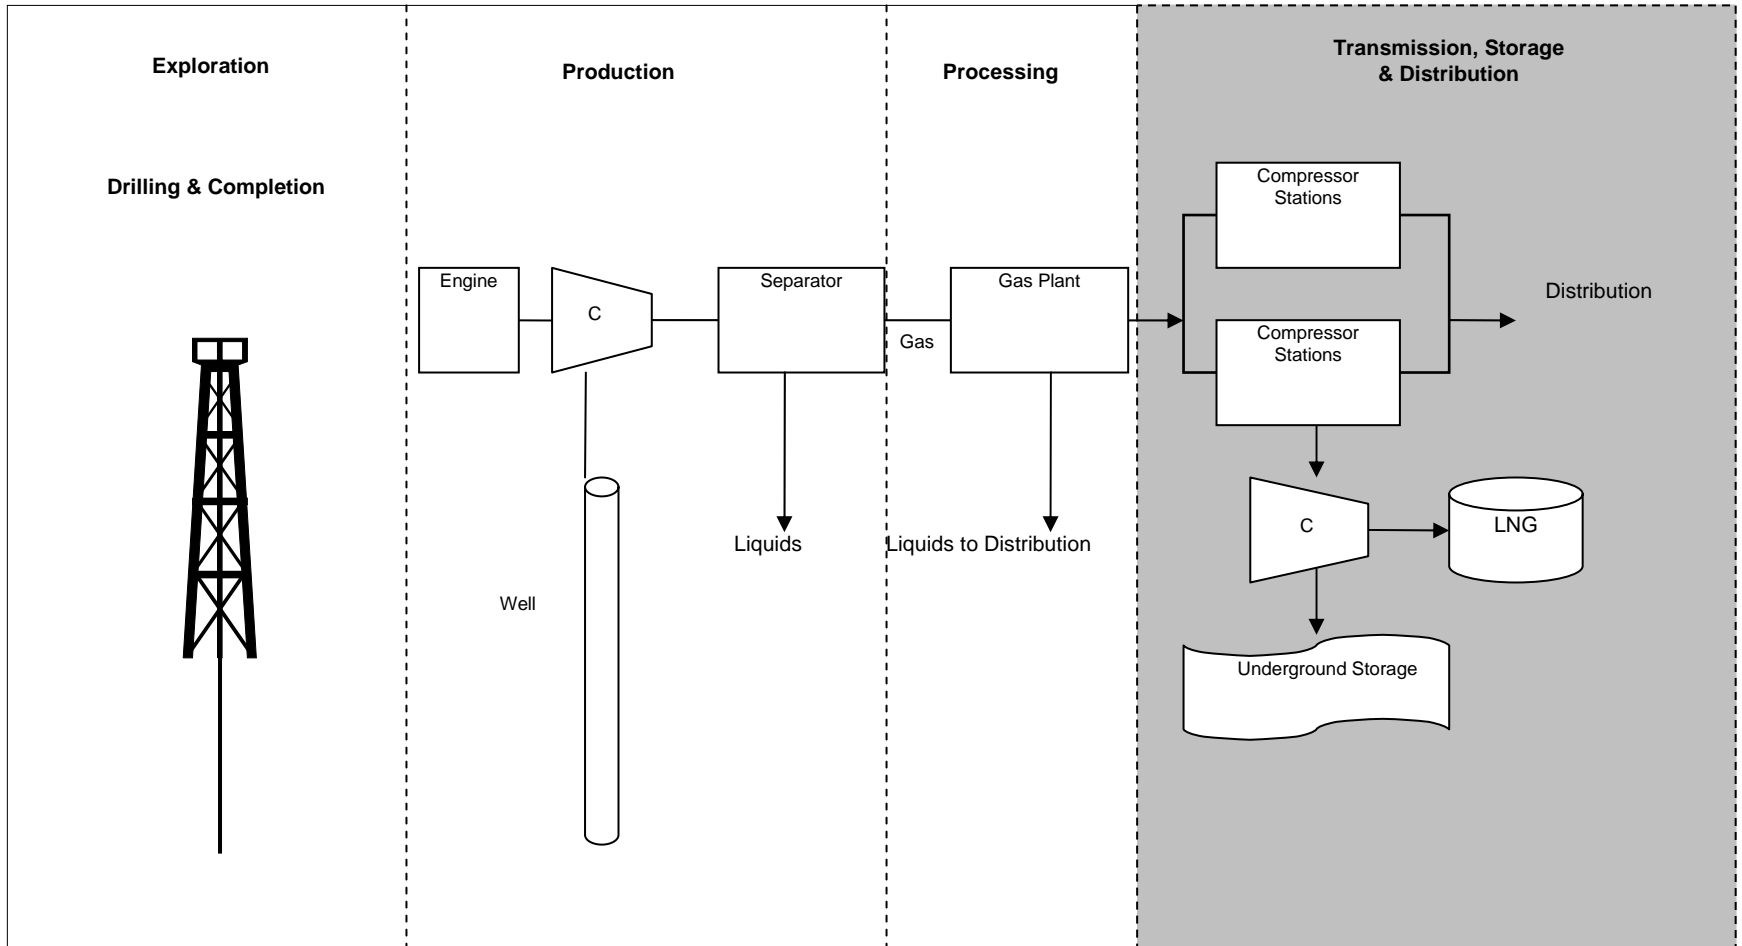 Exploration
Production
Processing
Transmission, Storage
& Distribution
Drilling & Completion
Engine
C
Separator
Gas
Gas Plant
Compressor
Stations
Compressor
Stations
Distribution
Well
Liquids
Liquids to Distribution
C
LNG
Underground Storage